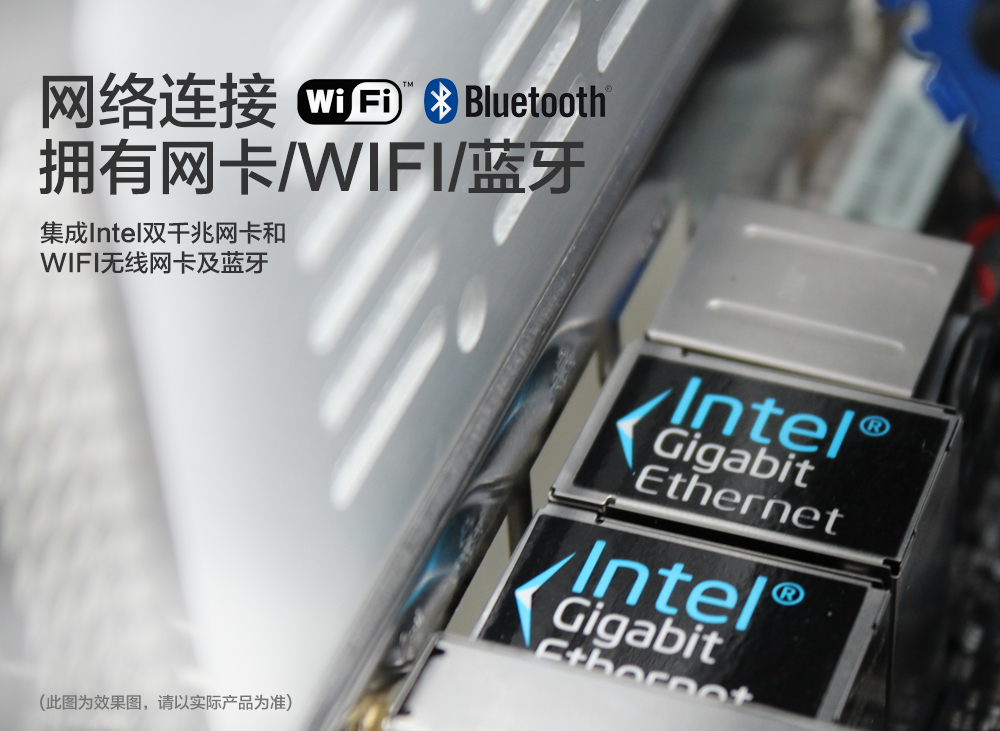 网络连接 WiFi™ Bluetooth®
拥有网卡/WIFI/蓝牙
集成Intel双千兆网卡和
WIFI无线网卡及蓝牙
Intel®
Gigabit
Ethernet
Intel®
Gigabit
Ethernet
(此图为效果图，请以实际产品为准)